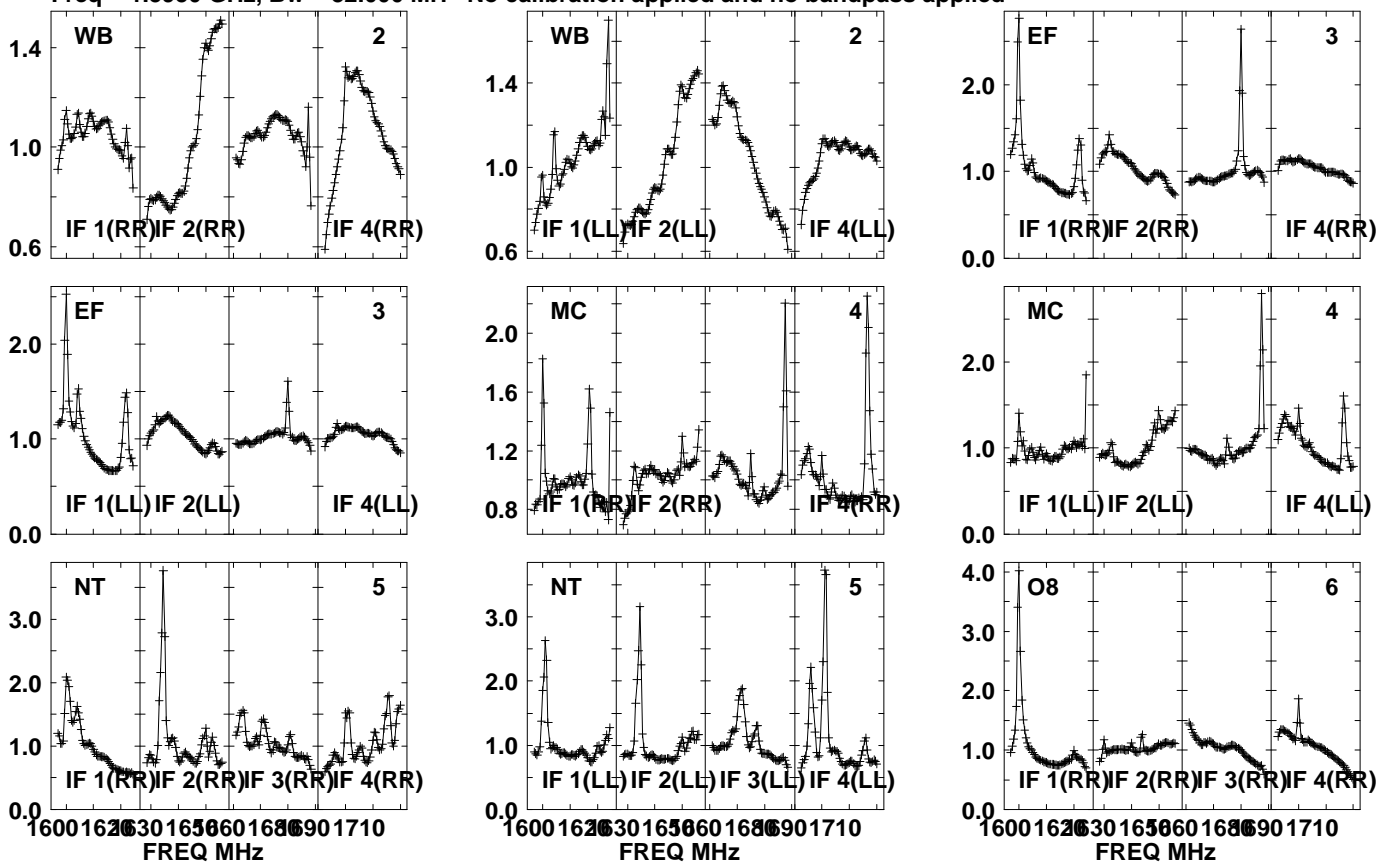 No calibration applied and no bandpass applied
WB 2
1.4
1.0
0.6
IF 1(RR) IF 2(RR) IF 4(RR)
WB 2
1.4
1.0
0.6
IF 1(LL) IF 2(LL) IF 4(LL)
EF 3
2.0
1.0
0.0
IF 1(RR) IF 2(RR) IF 4(RR)
EF 3
2.0
1.0
0.0
IF 1(LL) IF 2(LL) IF 4(LL)
MC 4
2.0
1.6
1.2
0.8
IF 1(RR) IF 2(RR) IF 4(RR)
MC 4
2.0
1.0
0.0
IF 1(LL) IF 2(LL) IF 4(LL)
NT 5
3.0
2.0
1.0
0.0
IF 1(RR) IF 2(RR) IF 3(RR) IF 4(RR)
1600 1710
FREQ MHz
NT 5
3.0
2.0
1.0
0.0
IF 1(LL) IF 2(LL) IF 3(LL) IF 4(LL)
1600 1710
FREQ MHz
O8 6
4.0
3.0
2.0
1.0
0.0
IF 1(RR) IF 2(RR) IF 3(RR) IF 4(RR)
1600 1710
FREQ MHz